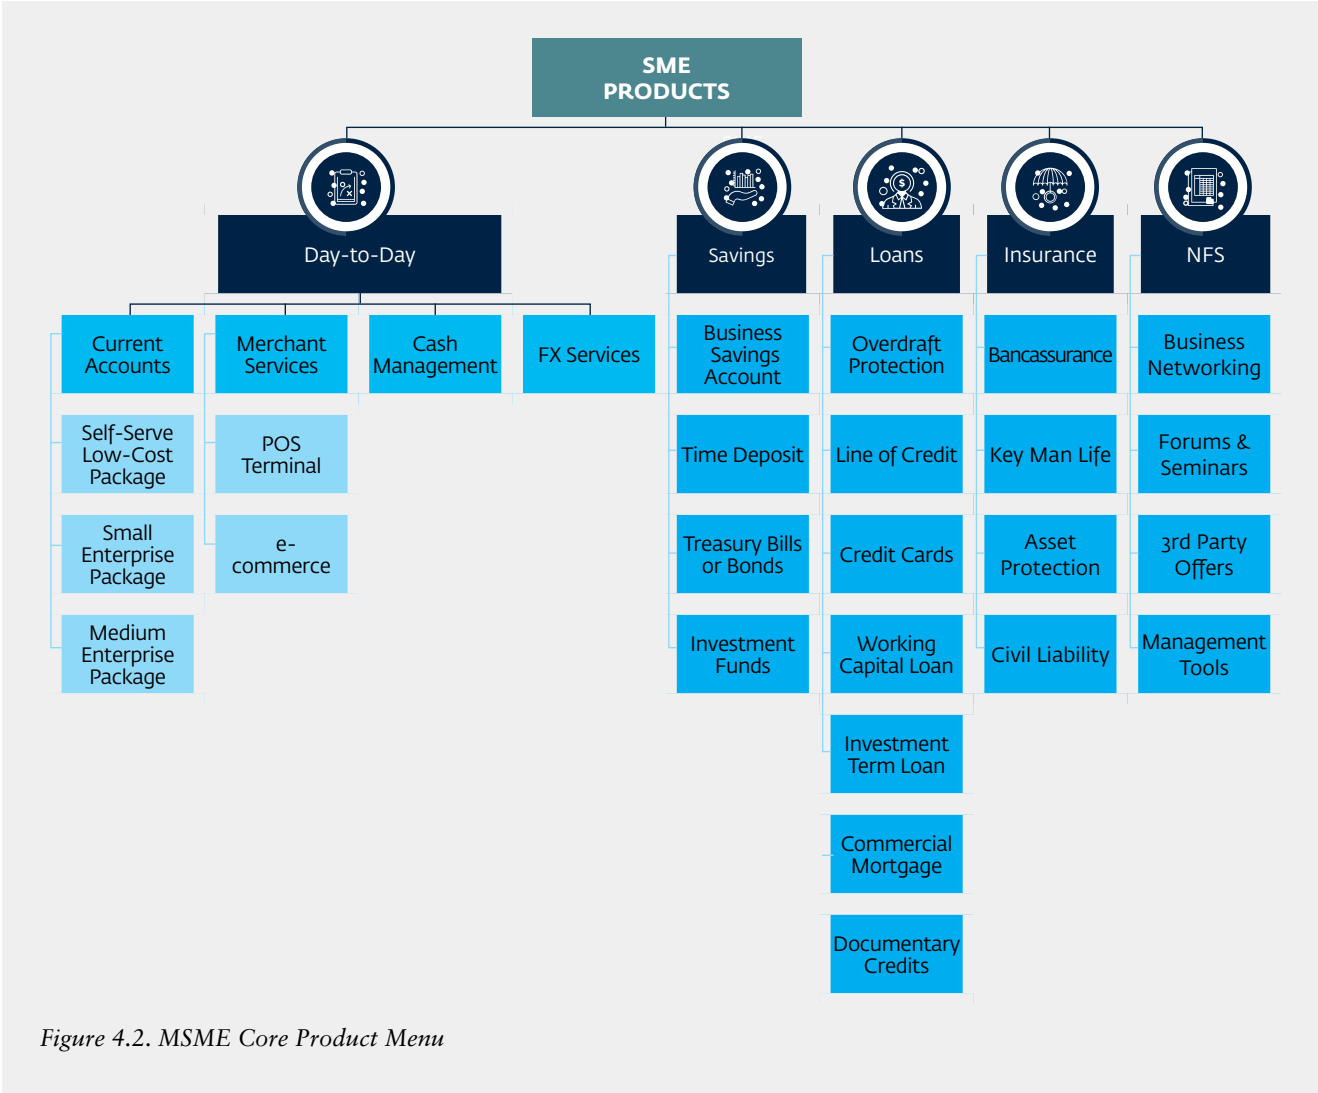 SME
PRODUCTS
Day-to-Day
Savings
Loans
Insurance
NFS
Current
Accounts
Merchant
Services
Cash
Management
FX Services
Business
Savings
Account
Overdraft
Protection
Bancassurance
Business
Networking
Self-Serve
Low-Cost
Package
POS
Terminal
Time Deposit
Line of Credit
Key Man Life
Forums &
Seminars
Small
Enterprise
Package
e-
commerce
Treasury Bills
or Bonds
Credit Cards
Asset
Protection
3rd Party
Offers
Medium
Enterprise
Package
Investment
Funds
Working
Capital Loan
Civil Liability
Management
Tools
Investment
Term Loan
Commercial
Mortgage
Documentary
Credits
Figure 4.2. MSME Core Product Menu